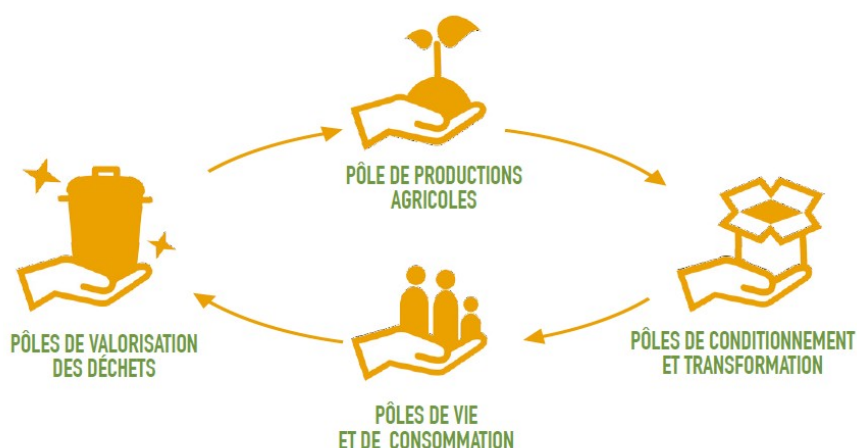 PÔLE DE PRODUCTIONS
AGRICOLES
PÔLES DE CONDITIONNEMENT
ET TRANSFORMATION
PÔLES DE VIE
ET DE CONSOMMATION
PÔLES DE VALORISATION
DES DÉCHETS